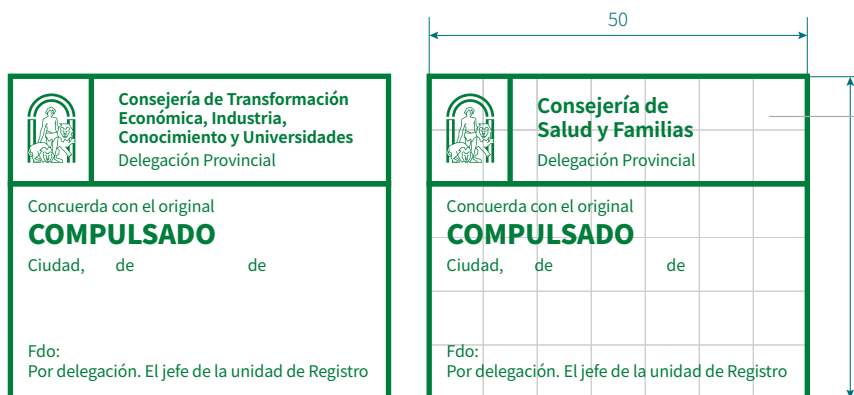 50
Consejería de Transformación
Económica, Industria,
Conocimiento y Universidades
Delegación Provincial
Concuerda con el original
COMPULSADO
Ciudad, de de
Fdo:
Por delegación. El jefe de la unidad de Registro
Consejería de
Salud y Familias
Delegación Provincial
Concuerda con el original
COMPULSADO
Ciudad, de de
Fdo:
Por delegación. El jefe de la unidad de Registro